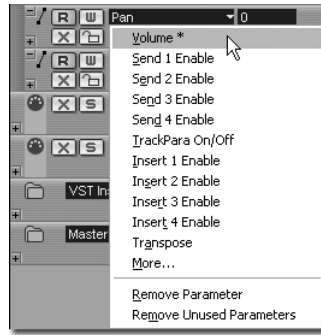 R W Pan 0
X
Volume *
R W
Send 1 Enable
X
Send 2 Enable
X S
Send 3 Enable
Send 4 Enable
TrackPara On/Off
X S
Insert 1 Enable
Insert 2 Enable
VST In
Insert 3 Enable
Insert 4 Enable
Master
Transpose
More...
Remove Parameter
Remove Unused Parameters